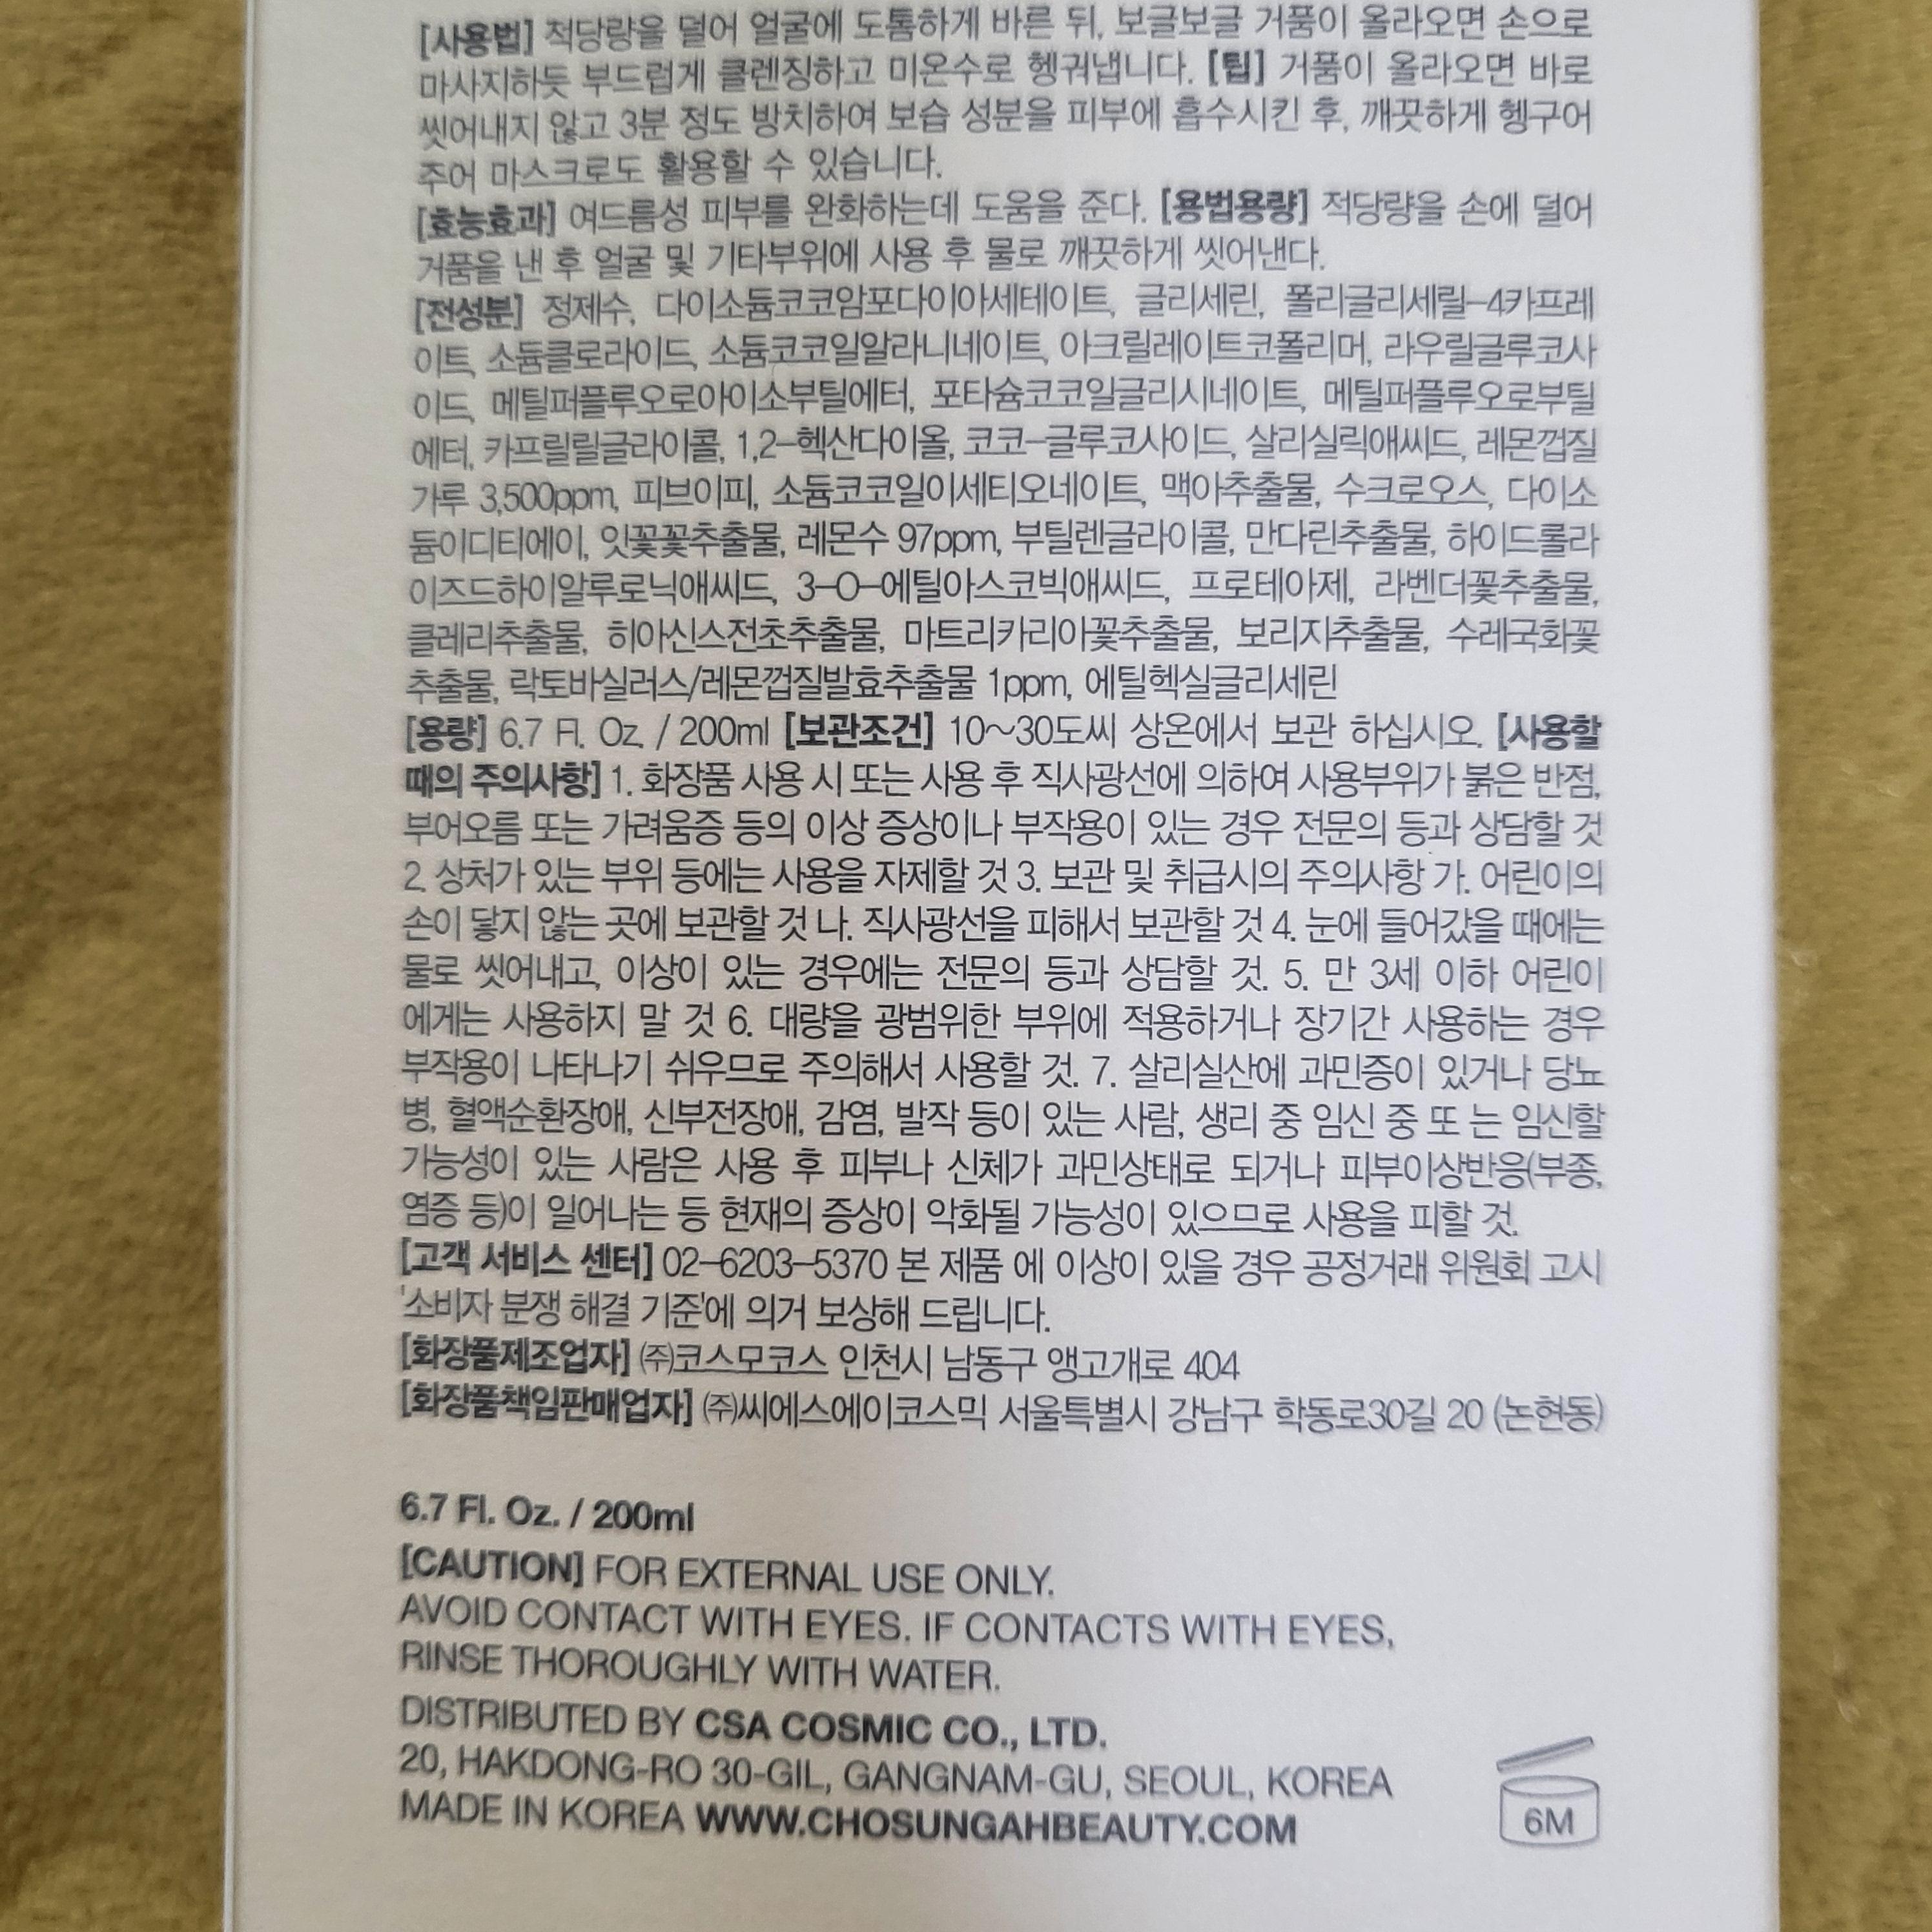 [사용법] 적당량을 덜어 얼굴에 도톰하게 바른 뒤, 보글보글 거품이 올라오면 손으로
마사지하듯 부드럽게 클렌징하고 미온수로 헹궈냅니다. [팁] 거품이 올라오면 바로
씻어내지 않고 3분 정도 방치하여 보습 성분을 피부에 흡수시킨 후, 깨끗하게 헹구어
주어 마스크로도 활용할 수 있습니다.
[효능효과] 여드름성 피부를 완화하는데 도움을 준다. [용법용량] 적당량을 손에 덜어
거품을 낸 후 얼굴 및 기타부위에 사용 후 물로 깨끗하게 씻어낸다.
[전성분] 정제수, 다이소듐코코암포다이아세테이트, 글리세린, 폴리글리세릴-4카프레
이트, 소듐클로라이드, 소듐코코일알라니네이트, 아크릴레이트코폴리머, 라우릴글루코사
이드, 메틸퍼플루오로아이소부틸에터, 포타슘코코일글리시네이트, 메틸퍼플루오로부틸
에터, 카프릴릴글라이콜, 1,2-헥산다이올, 코코-글루코사이드, 살리실릭애씨드, 레몬껍질
가루 3,500ppm, 피브이피, 소듐코코일이세티오네이트, 맥아추출물, 수크로오스, 다이소
듐이디티에이, 잇꽃꽃추출물, 레몬수 97ppm, 부틸렌글라이콜, 만다린추출물, 하이드롤라
이즈드하이알루로닉애씨드, 3-O-에틸아스코빅애씨드, 프로테아제, 라벤더꽃추출물,
클레리추출물, 히아신스전초추출물, 마트리카리아꽃추출물, 보리지추출물, 수레국화꽃
추출물, 락토바실러스/레몬껍질발효추출물 1ppm, 에틸헥실글리세린
[용량] 6.7 Fl. Oz. / 200ml [보관조건] 10~30도씨 상온에서 보관 하십시오. [사용할
때의 주의사항] 1. 화장품 사용 시 또는 사용 후 직사광선에 의하여 사용부위가 붉은 반점,
부어오름 또는 가려움증 등의 이상 증상이나 부작용이 있는 경우 전문의 등과 상담할 것
2. 상처가 있는 부위 등에는 사용을 자제할 것 3. 보관 및 취급시의 주의사항 가. 어린이의
손이 닿지 않는 곳에 보관할 것 나. 직사광선을 피해서 보관할 것 4. 눈에 들어갔을 때에는
물로 씻어내고, 이상이 있는 경우에는 전문의 등과 상담할 것. 5. 만 3세 이하 어린이
에게는 사용하지 말 것 6. 대량을 광범위한 부위에 적용하거나 장기간 사용하는 경우
부작용이 나타나기 쉬우므로 주의해서 사용할 것. 7. 살리실산에 과민증이 있거나 당뇨
병, 혈액순환장애, 신부전장애, 감염, 발작 등이 있는 사람, 생리 중 임신 중 또 는 임신할
가능성이 있는 사람은 사용 후 피부나 신체가 과민상태로 되거나 피부이상반응(부종,
염증 등)이 일어나는 등 현재의 증상이 악화될 가능성이 있으므로 사용을 피할 것.
[고객 서비스 센터] 02-6203-5370 본 제품 에 이상이 있을 경우 공정거래 위원회 고시
'소비자 분쟁 해결 기준'에 의거 보상해 드립니다.
[화장품제조업자] ㈜코스모코스 인천시 남동구 앵고개로 404
[화장품책임판매업자] ㈜씨에스에이코스믹 서울특별시 강남구 학동로30길 20 (논현동)
6.7 Fl. Oz. / 200ml
[CAUTION] FOR EXTERNAL USE ONLY.
AVOID CONTACT WITH EYES. IF CONTACTS WITH EYES,
RINSE THOROUGHLY WITH WATER.
DISTRIBUTED BY CSA COSMIC CO., LTD.
20, HAKDONG-RO 30-GIL, GANGNAM-GU, SEOUL, KOREA
MADE IN KOREA WWW.CHOSUNGAHBEAUTY.COM
6M